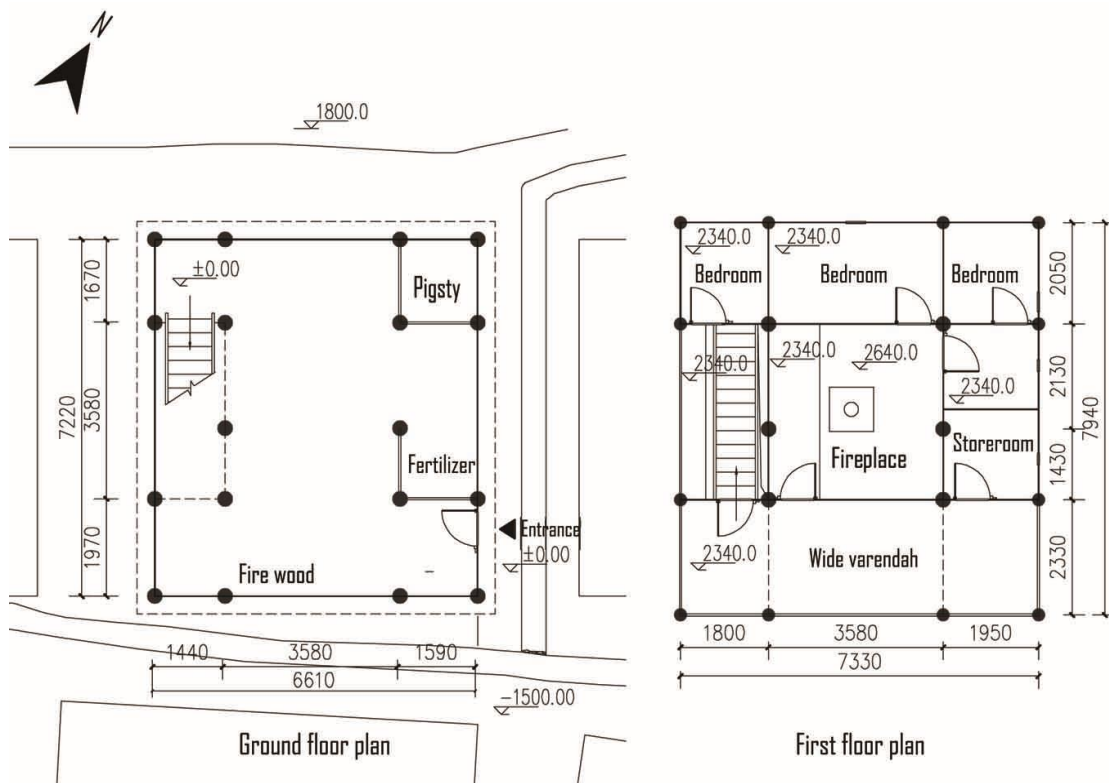 N
1800.0
±0.00
Pigsty
1670
3580
7220
1970
Fertilizer
Entrance
±0.00
Fire wood
1440
3580
1590
6610
-1500.00
Ground floor plan
2340.0
2340.0
Bedroom
Bedroom
Bedroom
2050
2340.0
2340.0
2640.0
2340.0
2130
7940
Storeroom
Fireplace
1430
2340.0
Wide varendah
2330
1800
3580
1950
7330
First floor plan